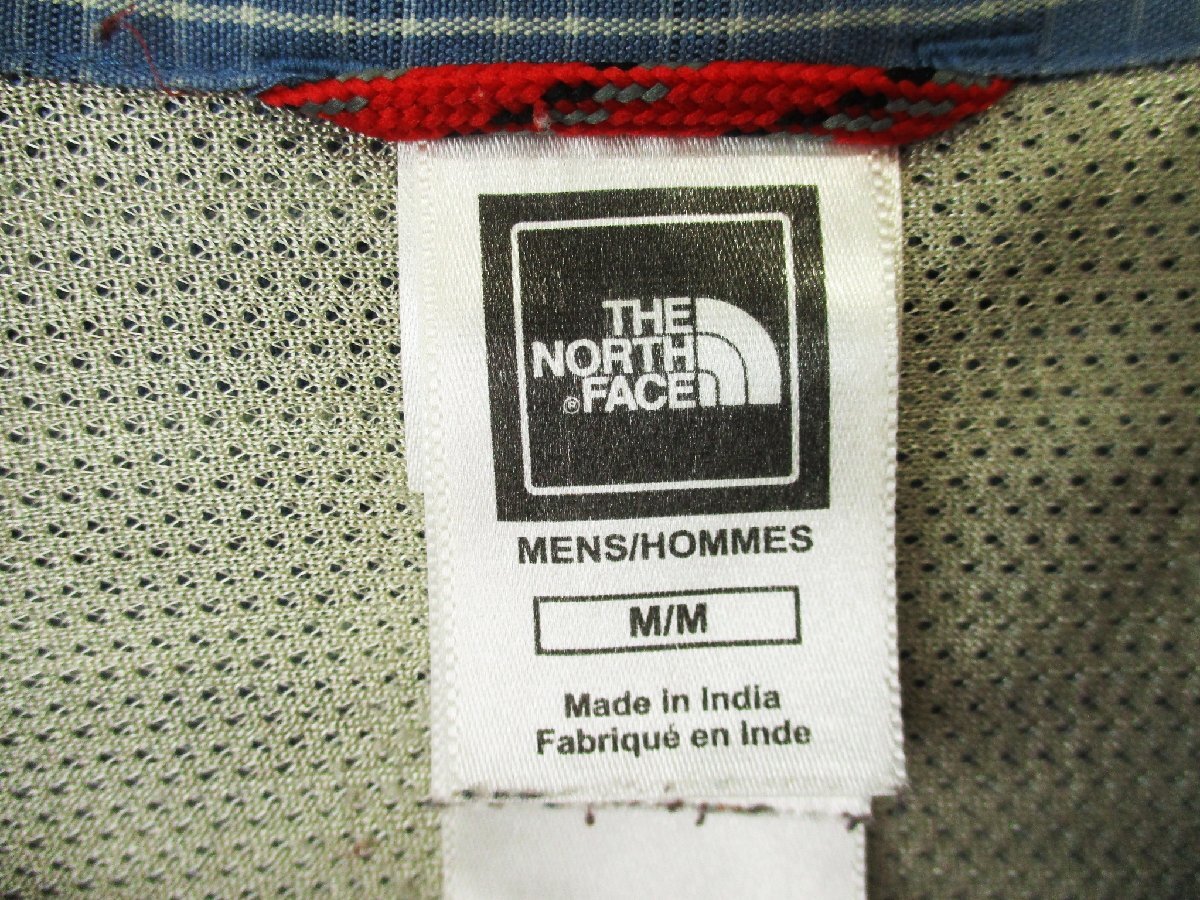 THE
NORTH
® FACE
MENS/HOMMES
M/M
Made in India
Fabriqué en Inde